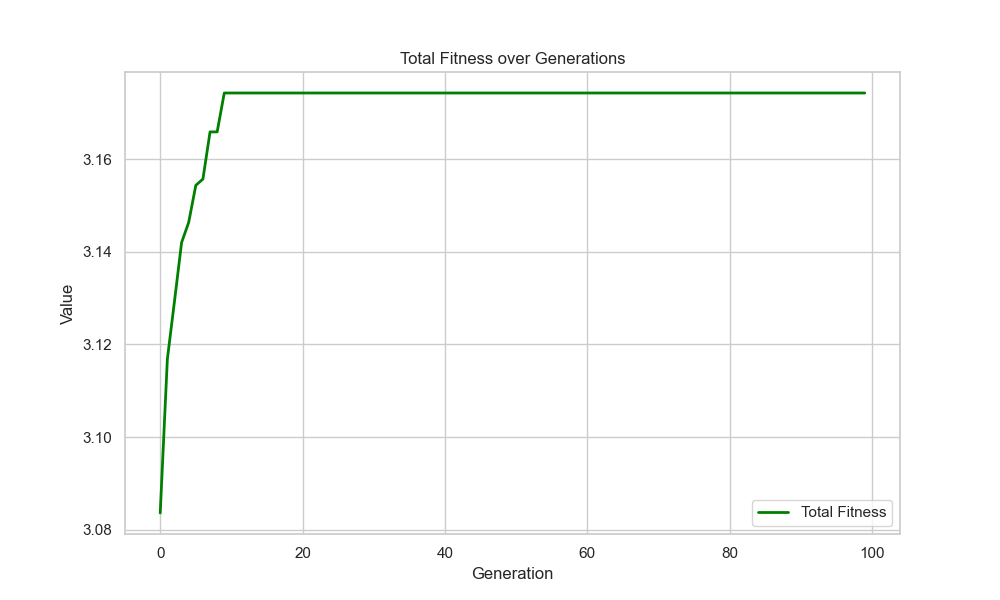 Total Fitness over Generations
Value
3.16
3.14
3.12
3.10
3.08
0 20 40 60 80 100
Generation
Total Fitness